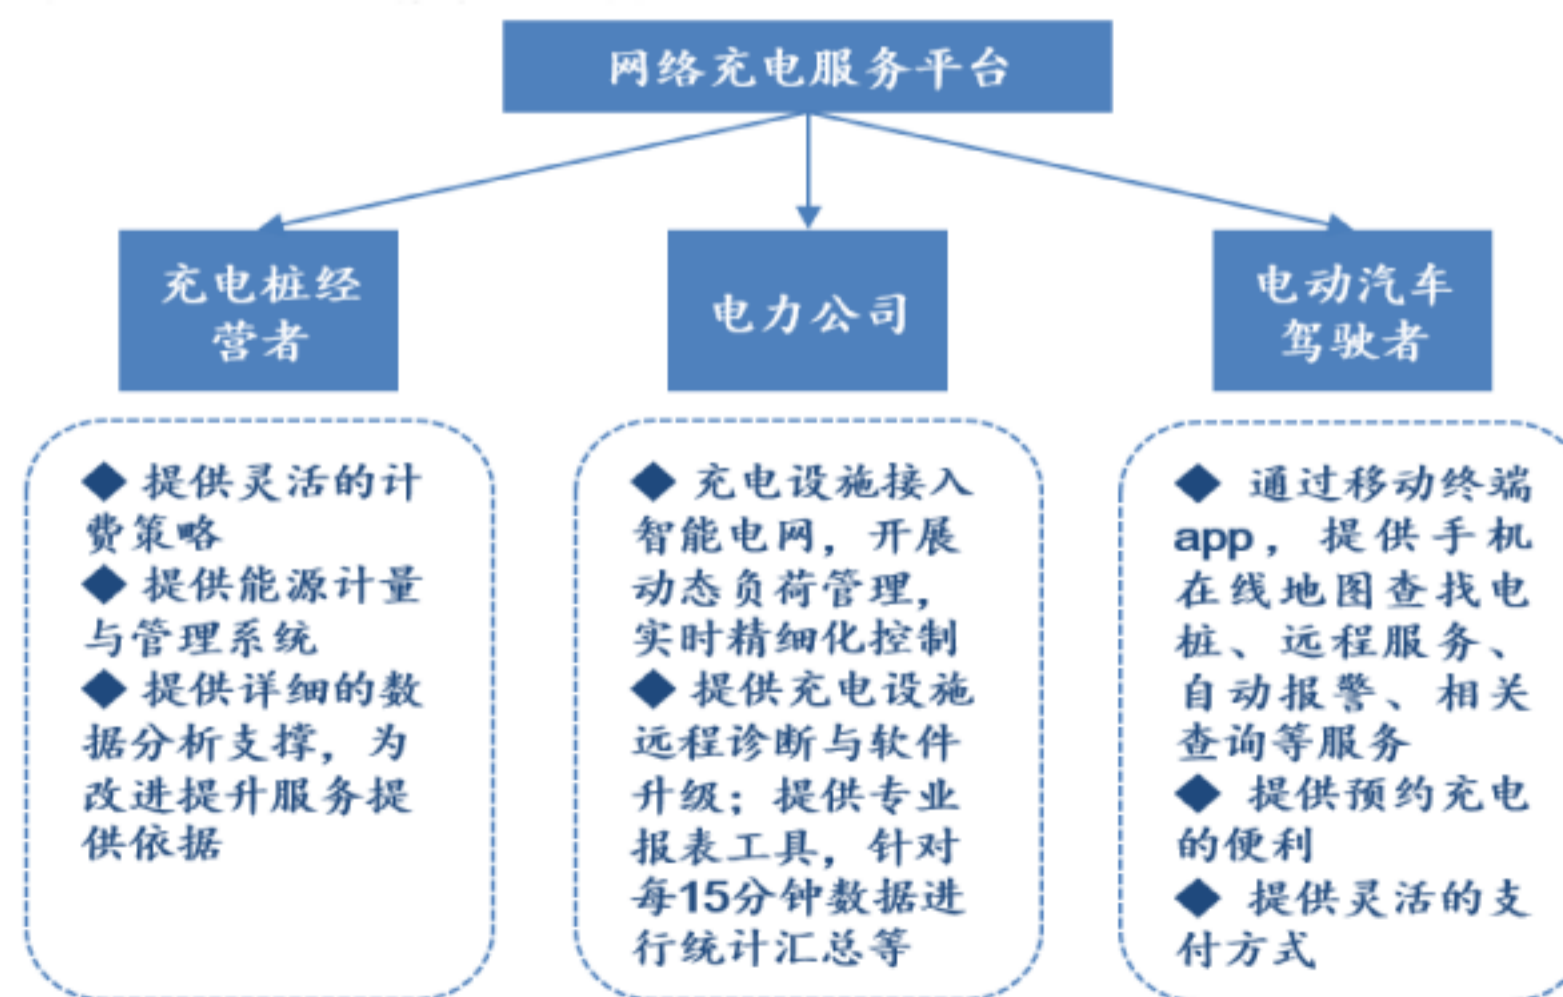 网络充电服务平台
充电桩经
营者
电力公司
电动汽车
驾驶者
◆ 提供灵活的计
费策略
◆ 提供能源计量
与管理系统
◆ 提供详细的数
据分析支撑，为
改进提升服务提
供依据
◆ 充电设施接入
智能电网，开展
动态负荷管理，
实时精细化控制
◆ 提供充电设施
远程诊断与软件
升级；提供专业
报表工具，针对
每15分钟数据进
行统计汇总等
◆ 通过移动终端
app，提供手机
在线地图查找电
桩、远程服务、
自动报警、相关
查询等服务
◆ 提供预约充电
的便利
◆ 提供灵活的支
付方式